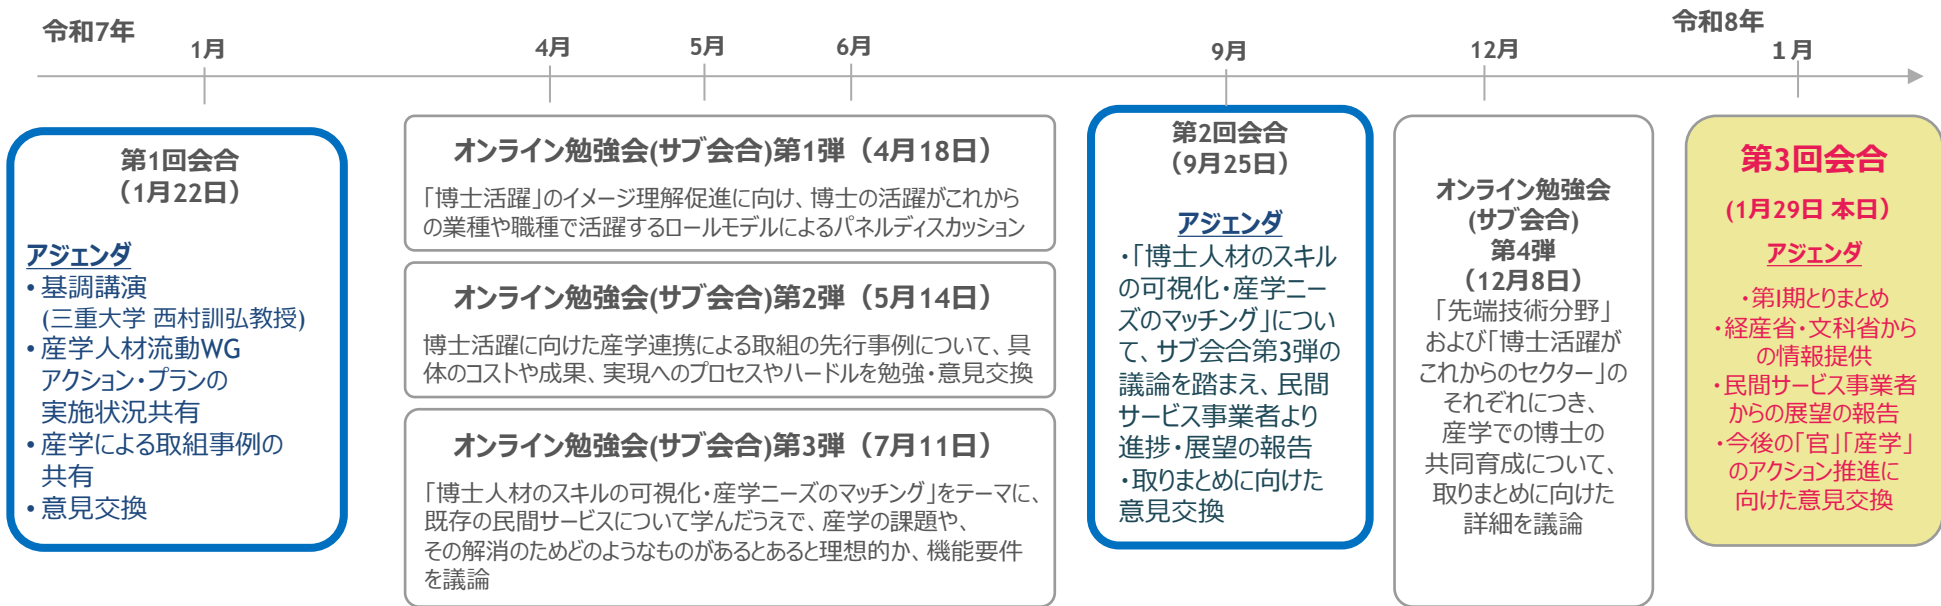 令和7年
令和8年
1月
4月
5月
6月
9月
12月
1月
第1回会合
（1月22日）
アジェンダ
• 基調講演
(三重大学 西村訓弘教授)
• 産学人材流動WG
アクション・プランの
実施状況共有
• 産学による取組事例の
共有
• 意見交換
オンライン勉強会(サブ会合)第1弾（4月18日）
「博士活躍」のイメージ理解促進に向け、博士の活躍がこれから
の業種や職種で活躍するロールモデルによるパネルディスカッション
オンライン勉強会(サブ会合)第2弾（5月14日）
博士活躍に向けた産学連携による取組の先行事例について、具
体のコストや成果、実現へのプロセスやハードルを勉強・意見交換
オンライン勉強会(サブ会合)第3弾（7月11日）
「博士人材のスキルの可視化・産学ニーズのマッチング」をテーマに、
既存の民間サービスについて学んだうえで、産学の課題や、
その解消のためどのようなものがあるとあると理想的か、機能要件
を議論
第2回会合
（9月25日）
アジェンダ
・「博士人材のスキル
の可視化・産学ニー
ズのマッチング」につい
て、サブ会合第3弾の
議論を踏まえ、民間
サービス事業者より
進捗・展望の報告
・取りまとめに向けた
意見交換
オンライン勉強会
(サブ会合)
第4弾
（12月8日）
「先端技術分野」
および「博士活躍が
これからのセクター」の
それぞれにつき、
産学での博士の
共同育成について、
取りまとめに向けた
詳細を議論
第3回会合
(1月29日 本日）
アジェンダ
・第Ⅰ期とりまとめ
・経産省・文科省から
の情報提供
・民間サービス事業者
からの展望の報告
・今後の「官」「産学」
のアクション推進に
向けた意見交換